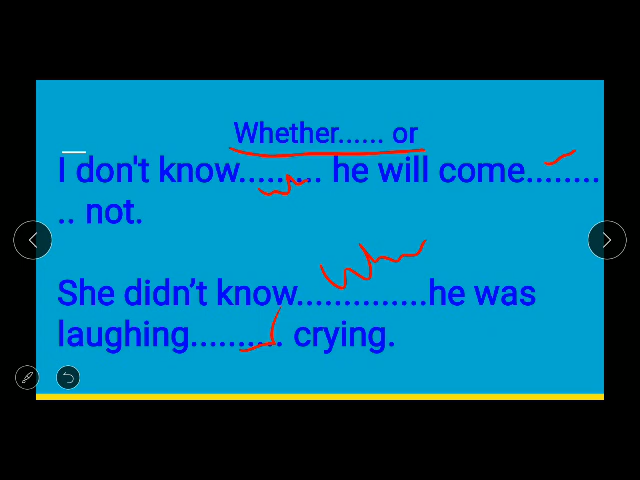 Whether...... or
I don't know......... he will come........
.. not.
She didn’t know..............he was
laughing.......... crying.